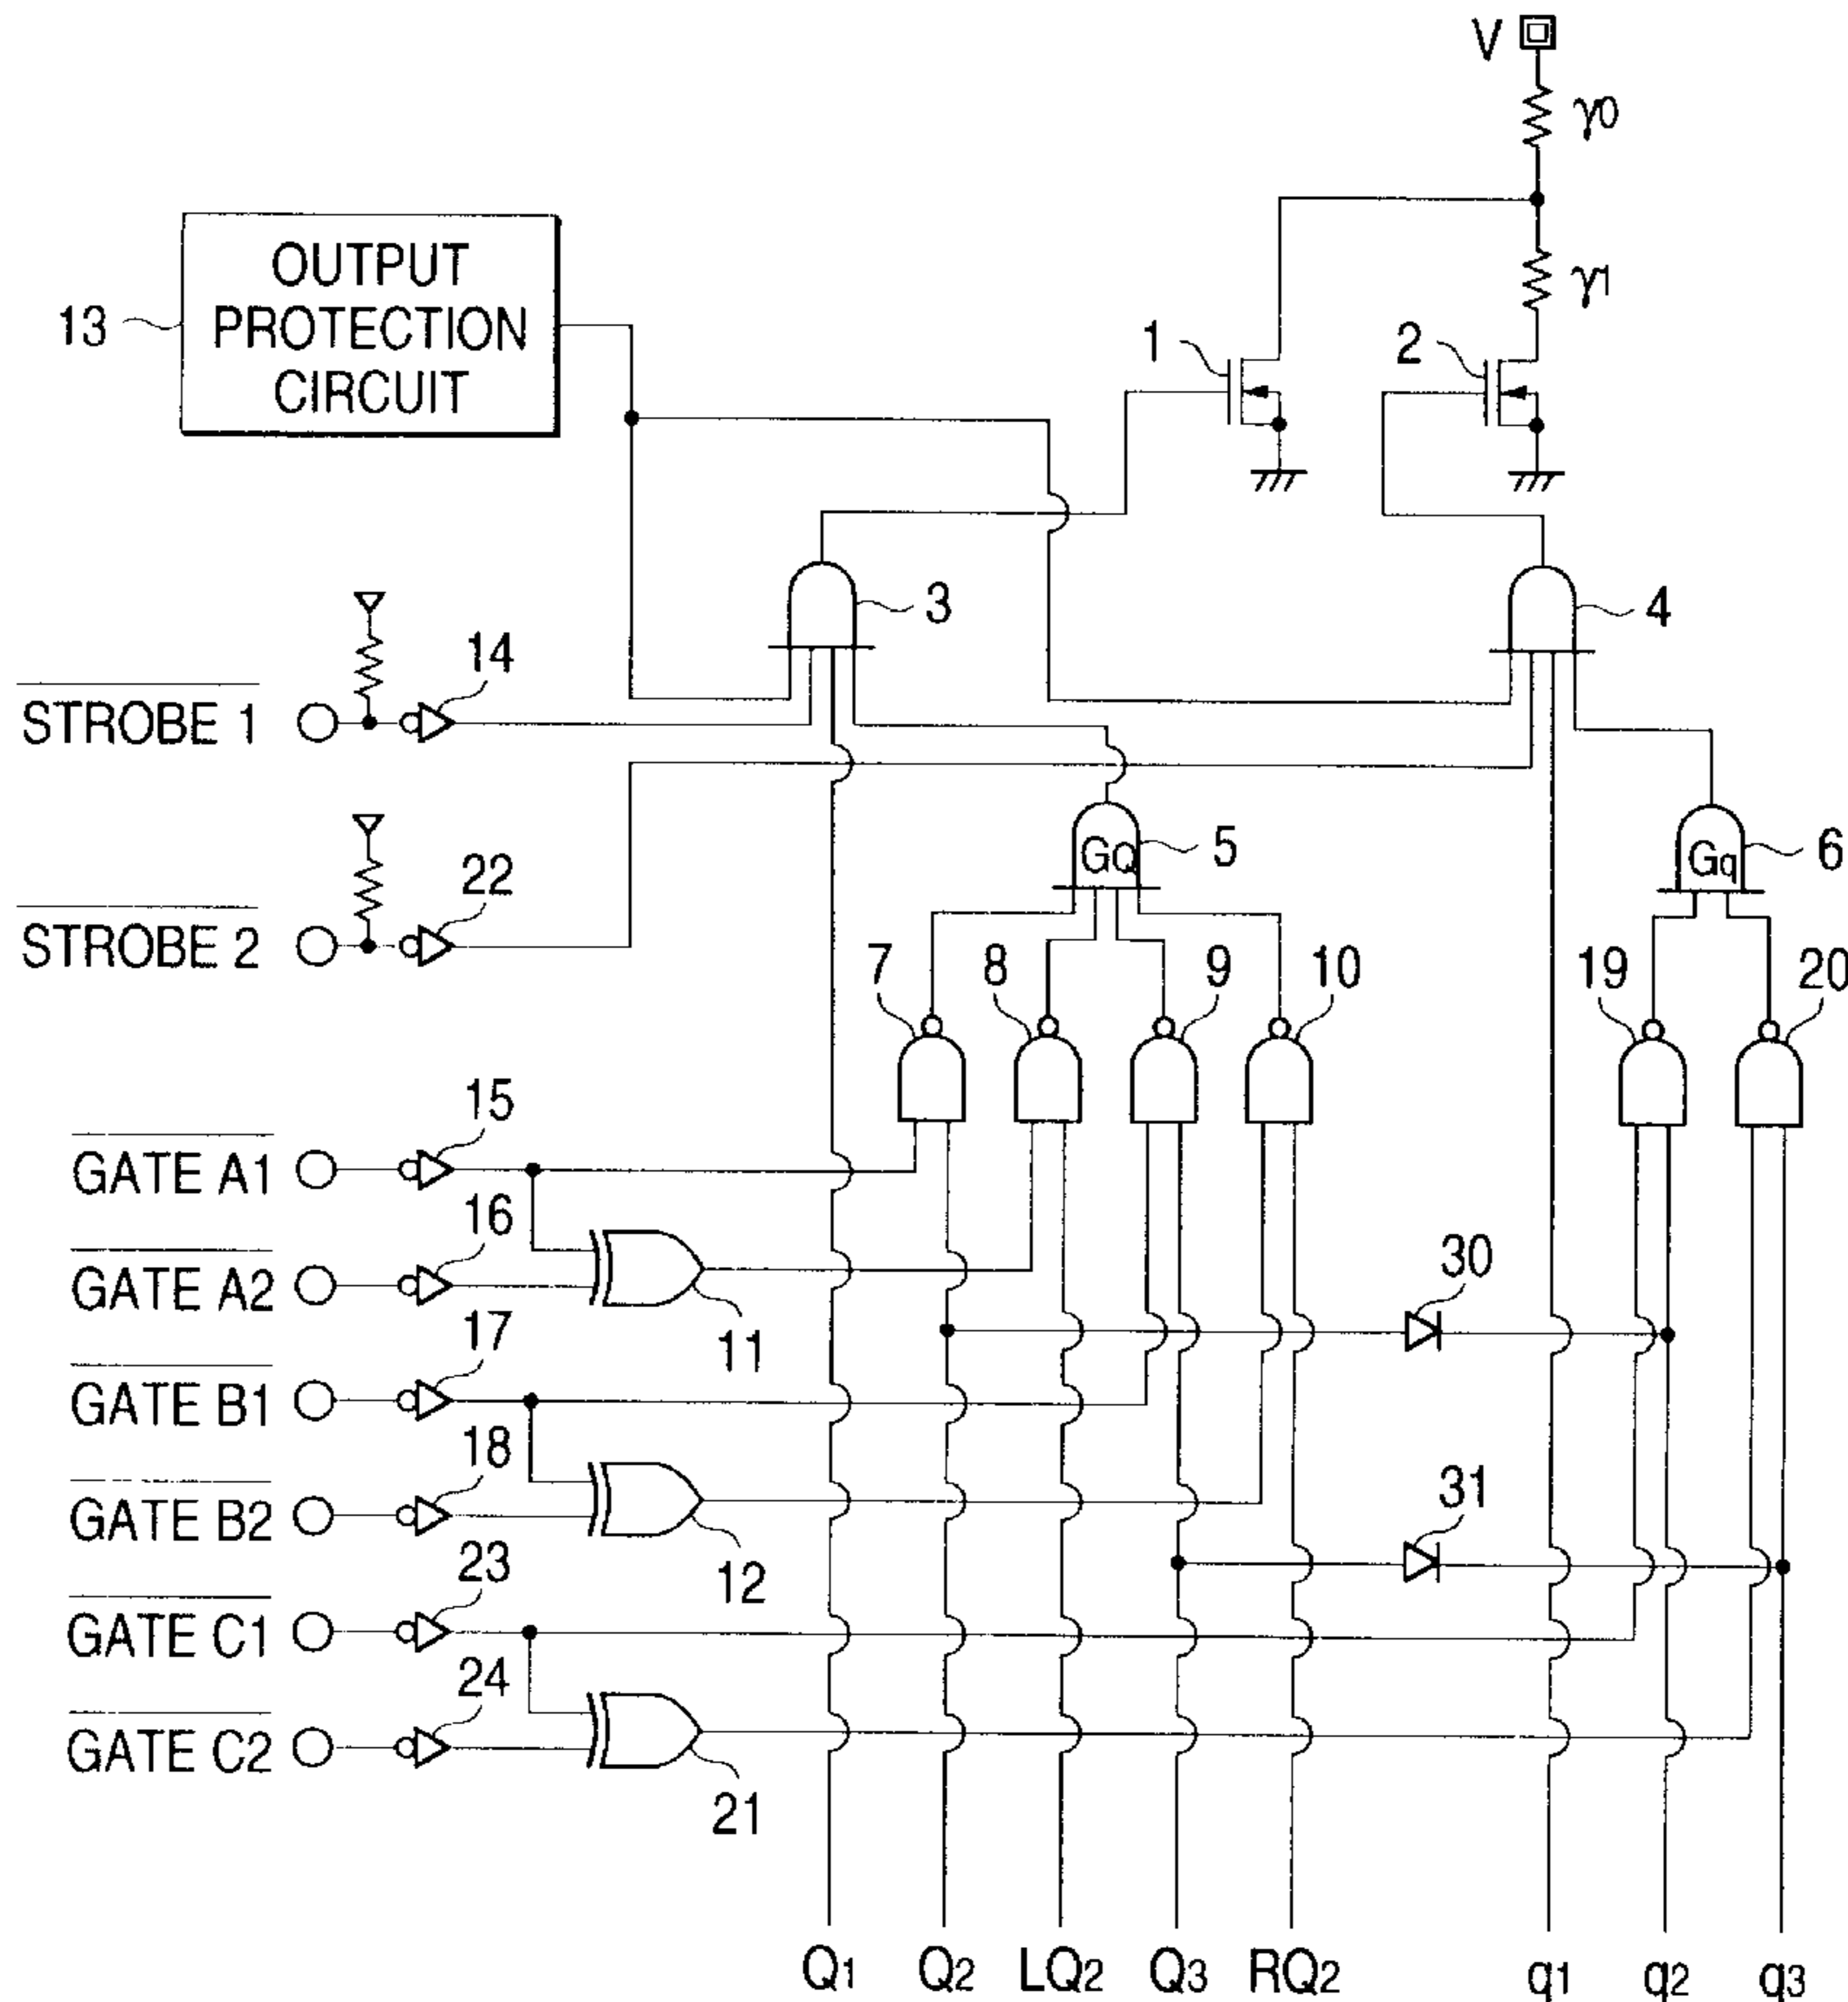 V
γ0
γ1
OUTPUT
PROTECTION
CIRCUIT
13
1
2
3
4
STROBE 1
14
STROBE 2
22
GQ
5
Gq
6
7
8
9
10
19
20
GATE A1
15
GATE A2
16
11
30
GATE B1
17
GATE B2
18
12
31
GATE C1
23
GATE C2
24
21
Q1
Q2
LQ2
Q3
RQ2
q1
q2
q3